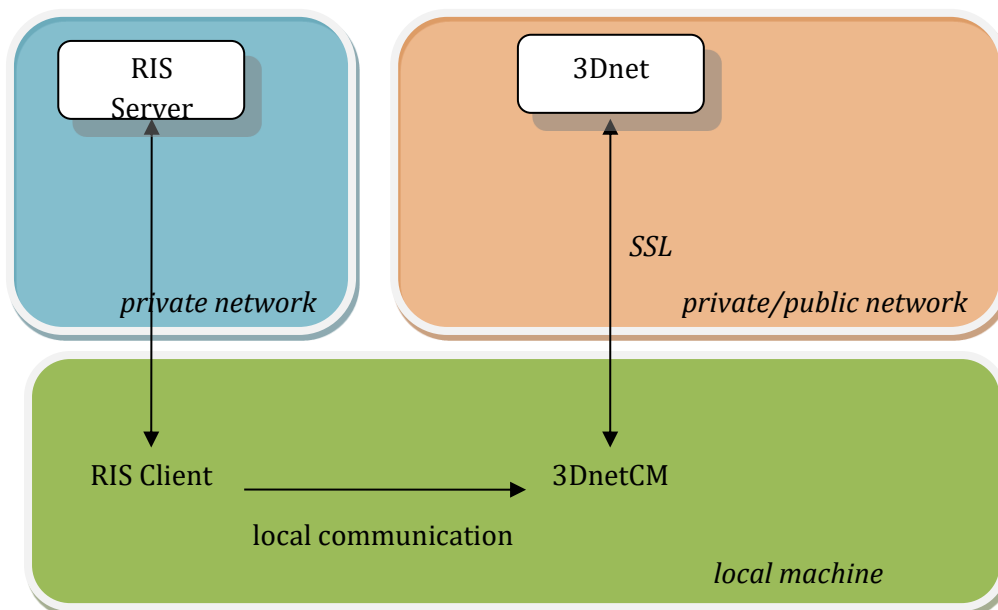 RIS
Server
3Dnet
SSL
private network
private/public network
RIS Client
3DnetCM
local communication
local machine